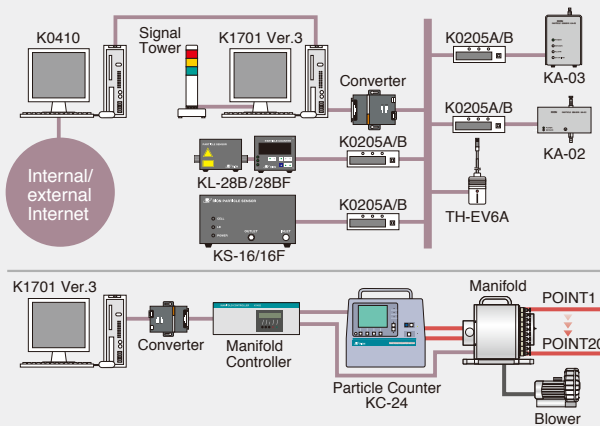 K0410
Signal
Tower
K1701 Ver.3
Converter
K0205A/B
KA-03
K0205A/B
KA-02
K0205A/B
KL-28B/28BF
TH-EV6A
K0205A/B
KS-16/16F
Internal/
external
Internet
K1701 Ver.3
Converter
Manifold
Controller
Particle Counter
KC-24
Manifold
POINT1
POINT20
Blower